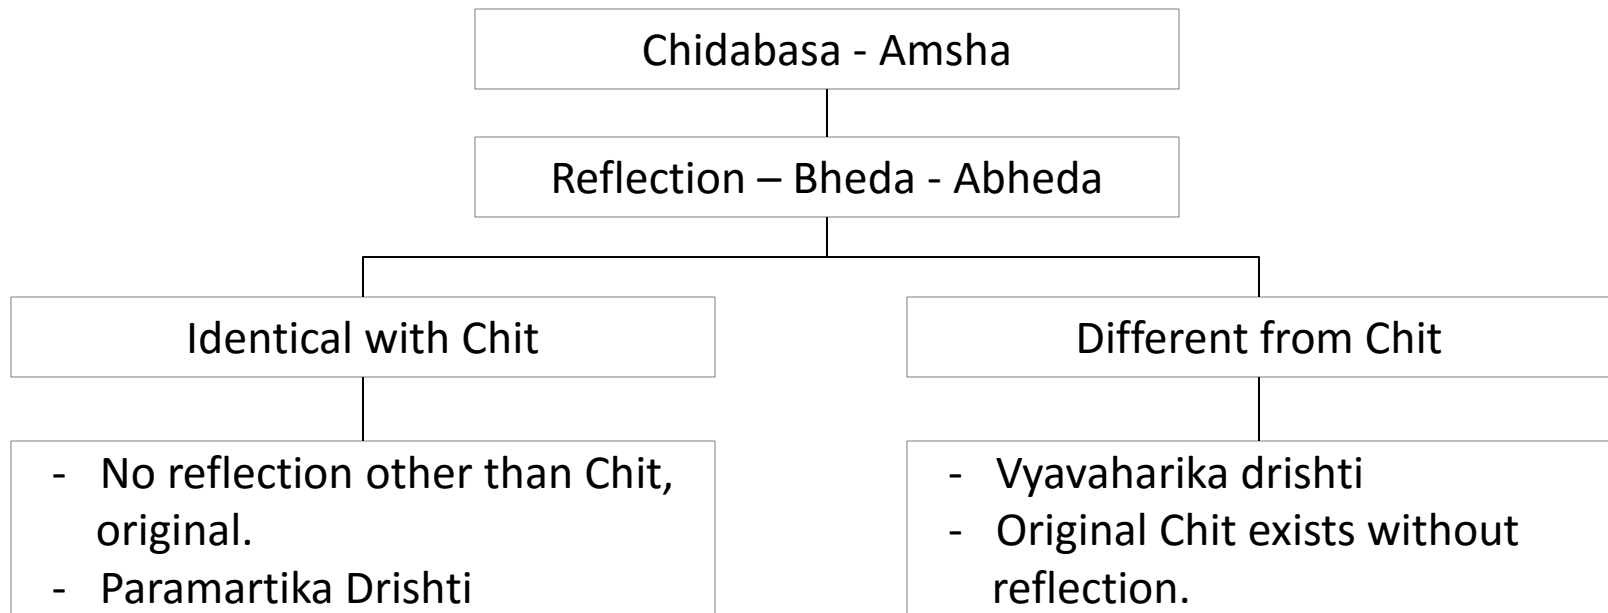 Chidabasa - Amsha
Reflection – Bheda - Abheda
Identical with Chit
Different from Chit
- No reflection other than Chit,
original.
- Paramartika Drishti
- Vyavaharika drishti
- Original Chit exists without
reflection.